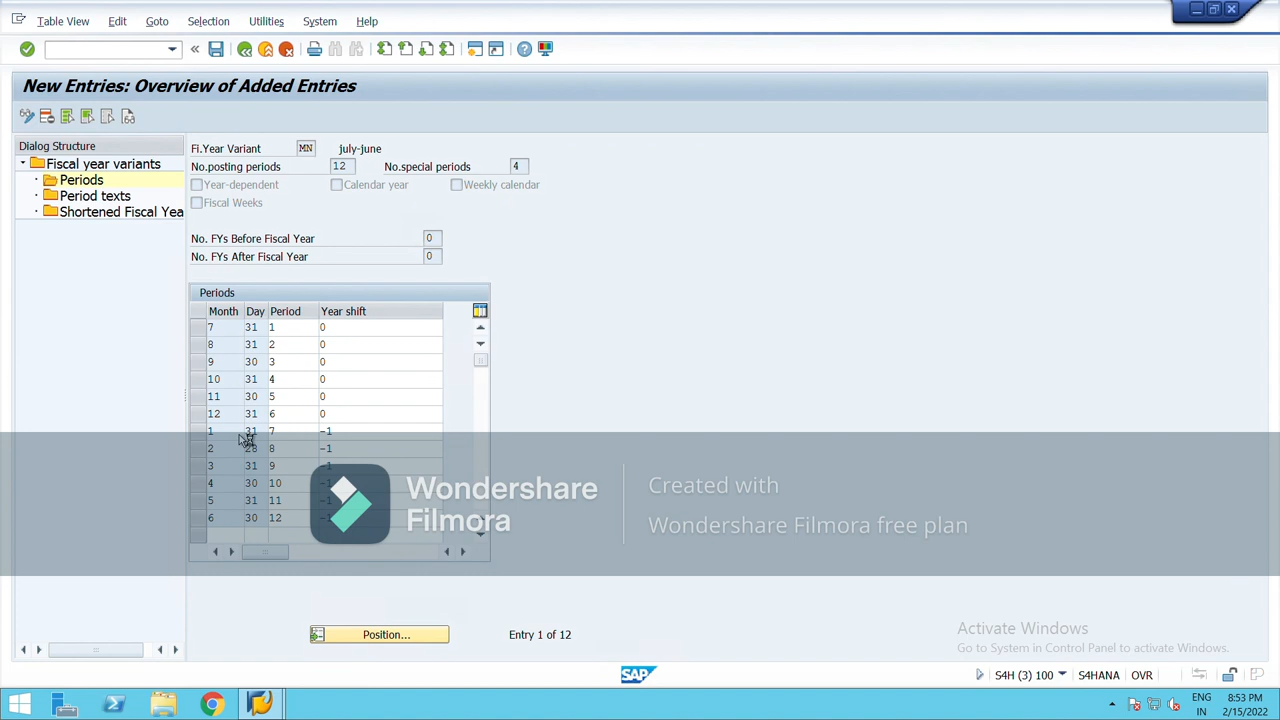 Table View Edit Goto Selection Utilities System Help
New Entries: Overview of Added Entries
Dialog Structure
Fiscal year variants
Periods
Period texts
Shortened Fiscal Yea
Fi.Year Variant MN july-june
No.posting periods 12 No.special periods 4
Year-dependent Calendar year Weekly calendar
Fiscal Weeks
No. FYs Before Fiscal Year 0
No. FYs After Fiscal Year 0
Periods
Month Day Period Year shift
7 31 1 0
8 31 2 0
9 30 3 0
10 31 4 0
11 30 5 0
12 31 6 0
1 31 7 -1
2 28 8 -1
3 31 9 -1
4 30 10 -1
5 31 11 -1
6 30 12 -1
Wondershare
Filmora
Created with
Wondershare Filmora free plan
Position... Entry 1 of 12
Activate Windows
Go to System in Control Panel to activate Windows.
SAP
S4H (3) 100 S4HANA OVR
ENG 8:53 PM
IN 2/15/2022